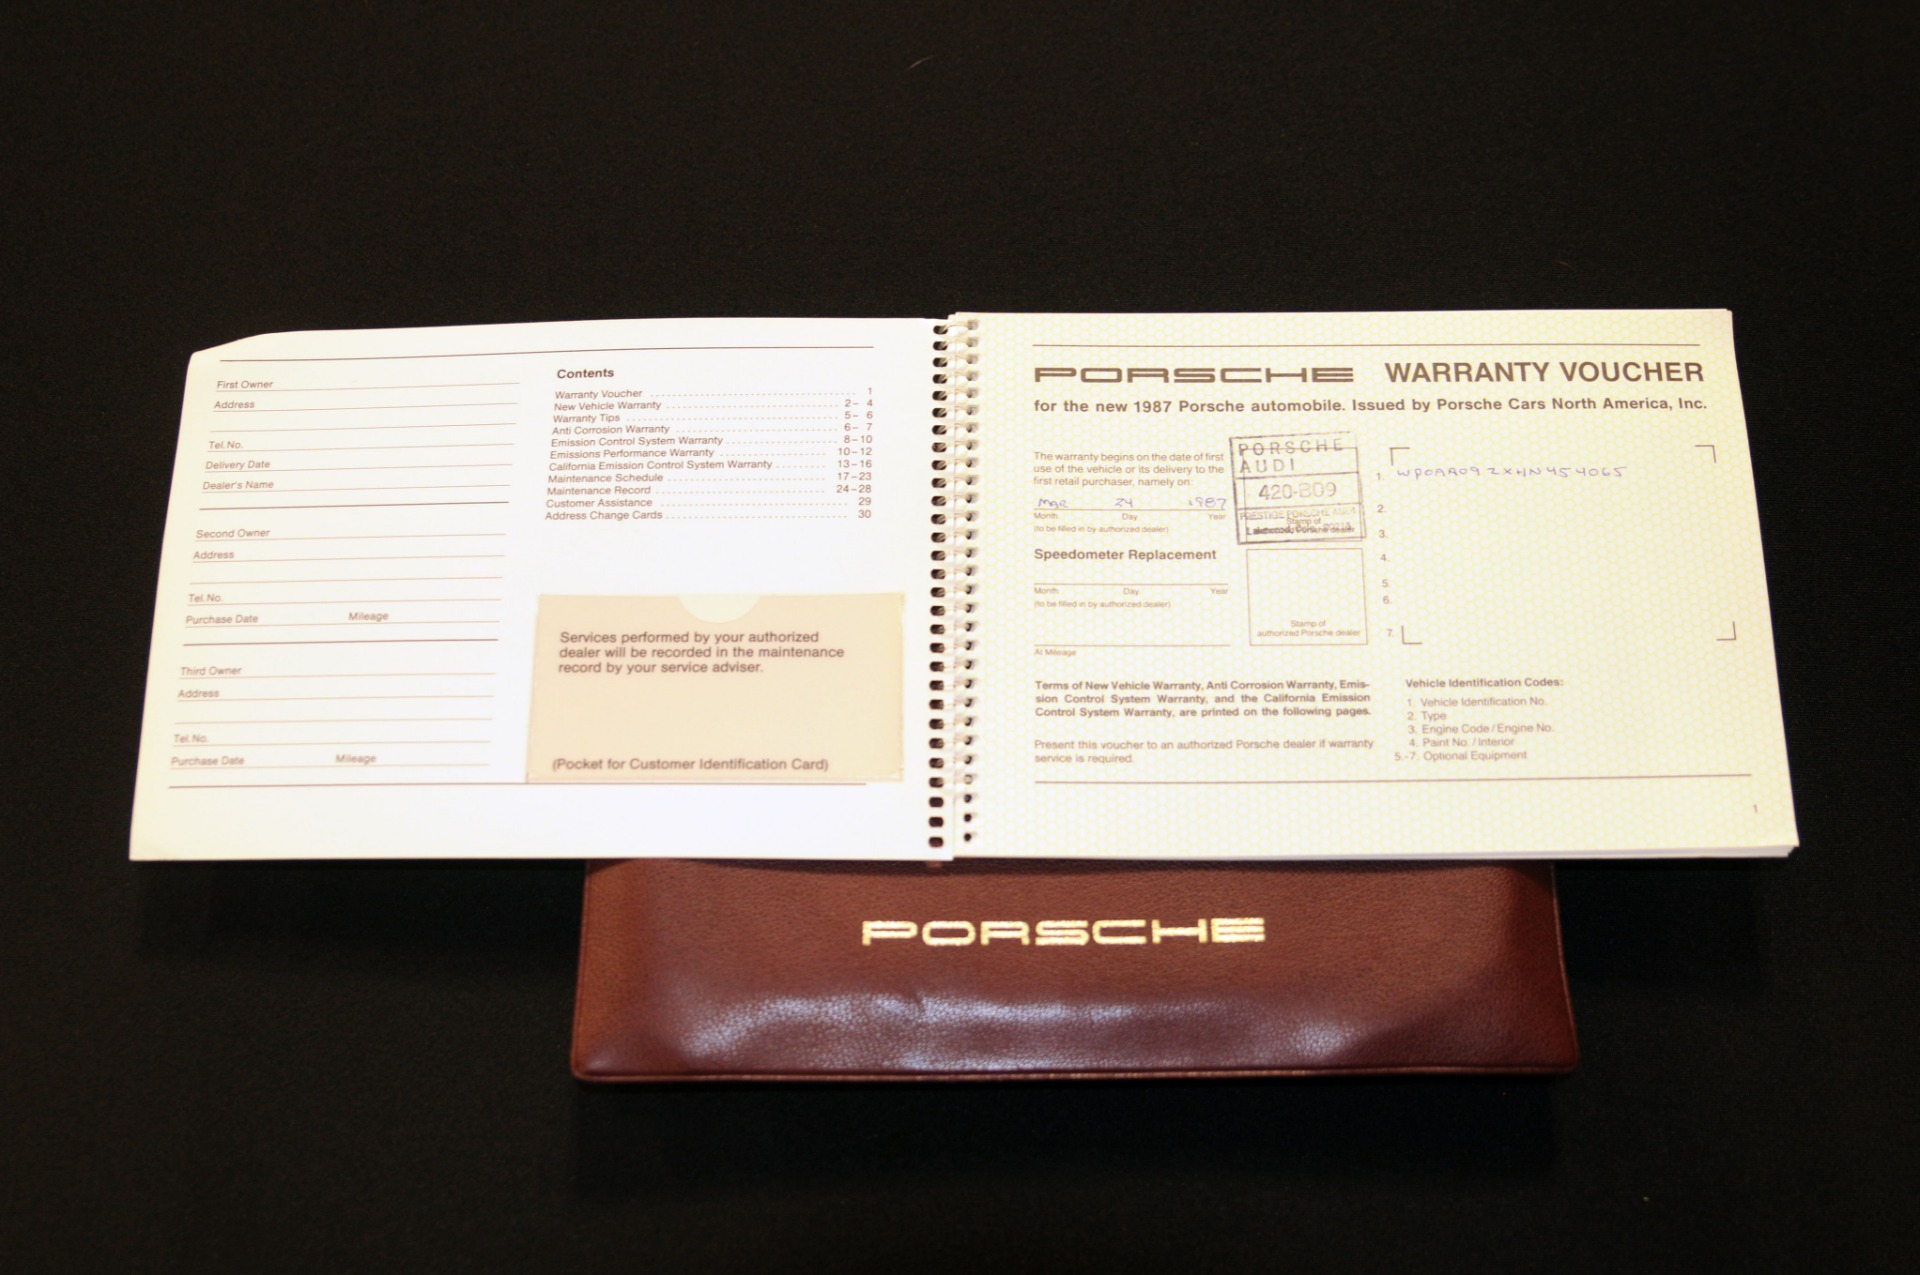 First Owner
Address
Tel. No.
Delivery Date
Dealer's Name
Second Owner
Address
Tel. No.
Purchase Date Mileage
Third Owner
Address
Tel. No.
Purchase Date Mileage
Contents
Warranty Voucher 1
New Vehicle Warranty 2– 4
Warranty Tips 5– 6
Anti Corrosion Warranty 6– 7
Emission Control System Warranty 8–10
Emissions Performance Warranty 10–12
California Emission Control System Warranty 13–16
Maintenance Schedule 17–23
Maintenance Record 24–28
Customer Assistance 29
Address Change Cards 30
Services performed by your authorized
dealer will be recorded in the maintenance
record by your service adviser.
(Pocket for Customer Identification Card)
PORSCHE WARRANTY VOUCHER
for the new 1987 Porsche automobile. Issued by Porsche Cars North America, Inc.
The warranty begins on the date of first
use of the vehicle or its delivery to the
first retail purchaser, namely on:
Mar 24 1987
Month Day Year
(to be filled in by authorized dealer)
Speedometer Replacement
Month Day Year
(to be filled in by authorized dealer)
At Mileage
PORSCHE
AUDI
420-B09
PRESTIGE PORSCHE AUDI
Stamp of
Lakewood, Colo.
Stamp of
authorized Porsche dealer
1. WP0AA092XHN454065
2.
3.
4.
5.
6.
7.
Terms of New Vehicle Warranty, Anti Corrosion Warranty, Emis-
sion Control System Warranty, and the California Emission
Control System Warranty, are printed on the following pages.
Present this voucher to an authorized Porsche dealer if warranty
service is required.
Vehicle Identification Codes:
1. Vehicle Identification No.
2. Type
3. Engine Code / Engine No.
4. Paint No. / Interior
5.-7. Optional Equipment
1
PORSCHE